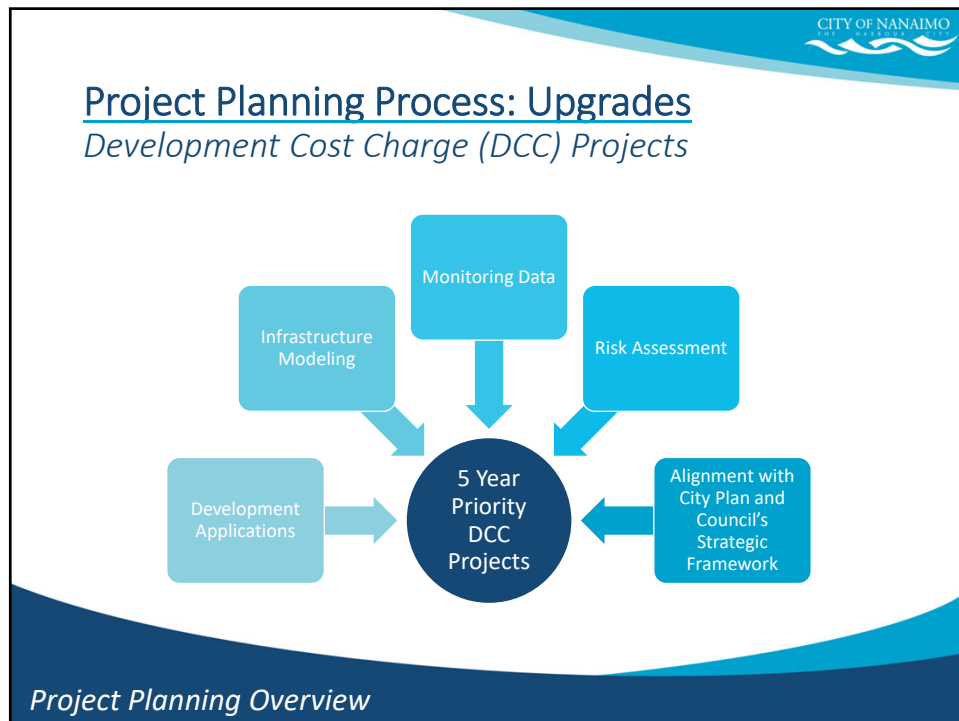 CITY OF NANAIMO
THE HARBOUR CITY
Project Planning Process: Upgrades
Development Cost Charge (DCC) Projects
Monitoring Data
Infrastructure
Modeling
Risk Assessment
Development
Applications
5 Year
Priority
DCC
Projects
Alignment with
City Plan and
Council’s
Strategic
Framework
Project Planning Overview